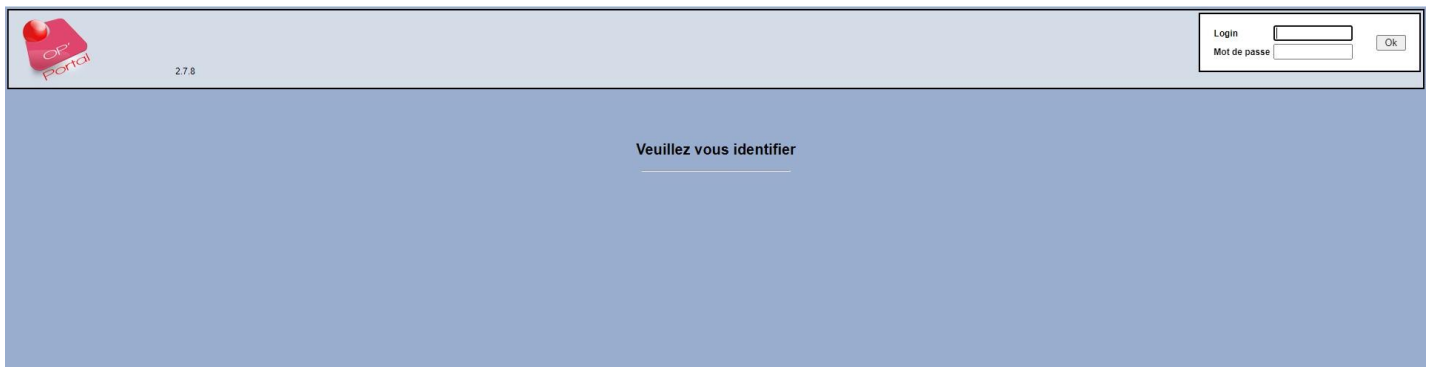 OP'
Portal
2.7.8
Login
Mot de passe
Ok
Veuillez vous identifier